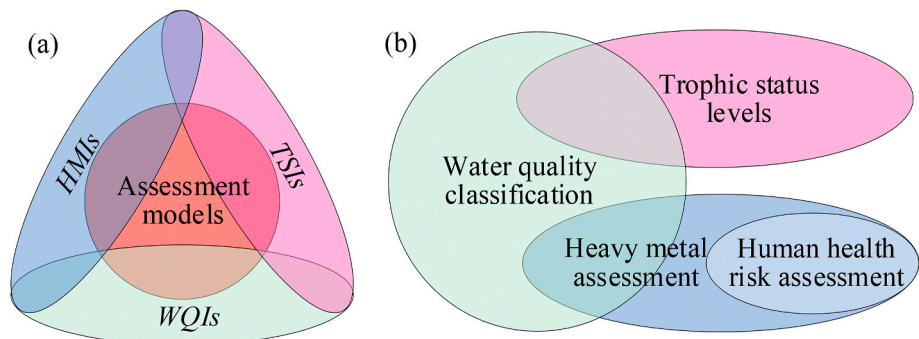 (a)
HMIs
TSIs
Assessment
models
WQIs
(b)
Trophic status
levels
Water quality
classification
Heavy metal
assessment
Human health
risk assessment